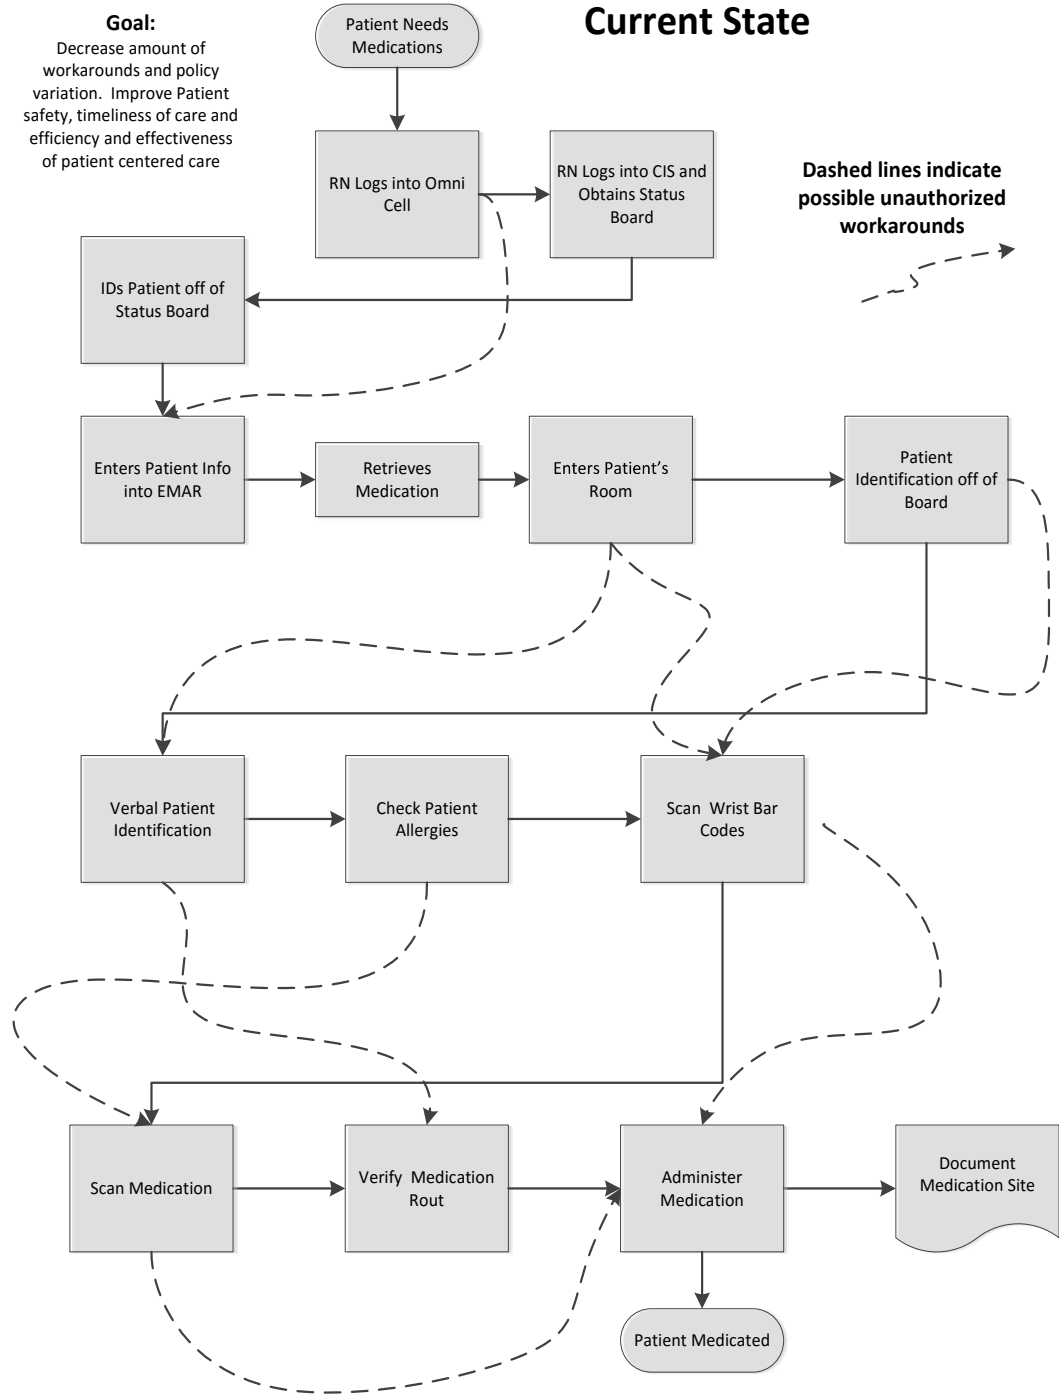 Current State
Goal:
Decrease amount of
workarounds and policy
variation. Improve Patient
safety, timeliness of care and
efficiency and effectiveness
of patient centered care
Patient Needs
Medications
RN Logs into Omni
Cell
RN Logs into CIS and
Obtains Status
Board
Dashed lines indicate
possible unauthorized
workarounds
IDs Patient off of
Status Board
Enters Patient Info
into EMAR
Retrieves
Medication
Enters Patient’s
Room
Patient
Identification off of
Board
Verbal Patient
Identification
Check Patient
Allergies
Scan Wrist Bar
Codes
Scan Medication
Verify Medication
Rout
Administer
Medication
Document
Medication Site
Patient Medicated